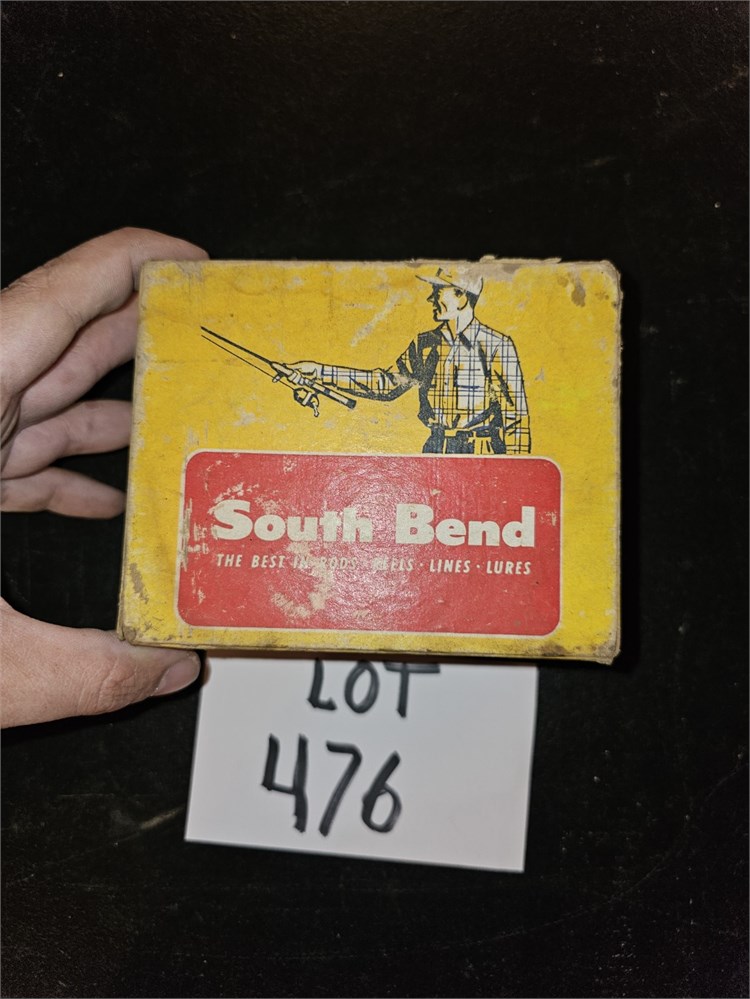 South Bend
THE BEST IN RODS · REELS · LINES · LURES
LOT
476